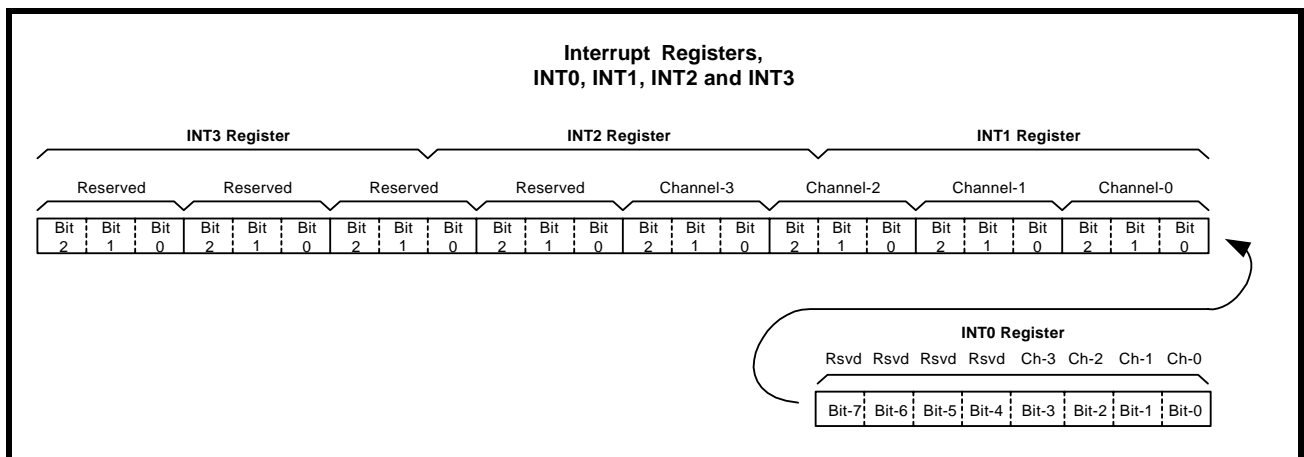 Interrupt Registers,
INT0, INT1, INT2 and INT3
INT3 Register INT2 Register INT1 Register
Reserved Reserved Reserved Reserved Channel-3 Channel-2 Channel-1 Channel-0
Bit Bit Bit Bit Bit Bit Bit Bit Bit Bit Bit Bit Bit Bit Bit Bit Bit Bit Bit Bit Bit Bit Bit Bit
2 1 0 2 1 0 2 1 0 2 1 0 2 1 0 2 1 0 2 1 0 2 1 0
INT0 Register
Rsvd Rsvd Rsvd Rsvd Ch-3 Ch-2 Ch-1 Ch-0
Bit-7 Bit-6 Bit-5 Bit-4 Bit-3 Bit-2 Bit-1 Bit-0